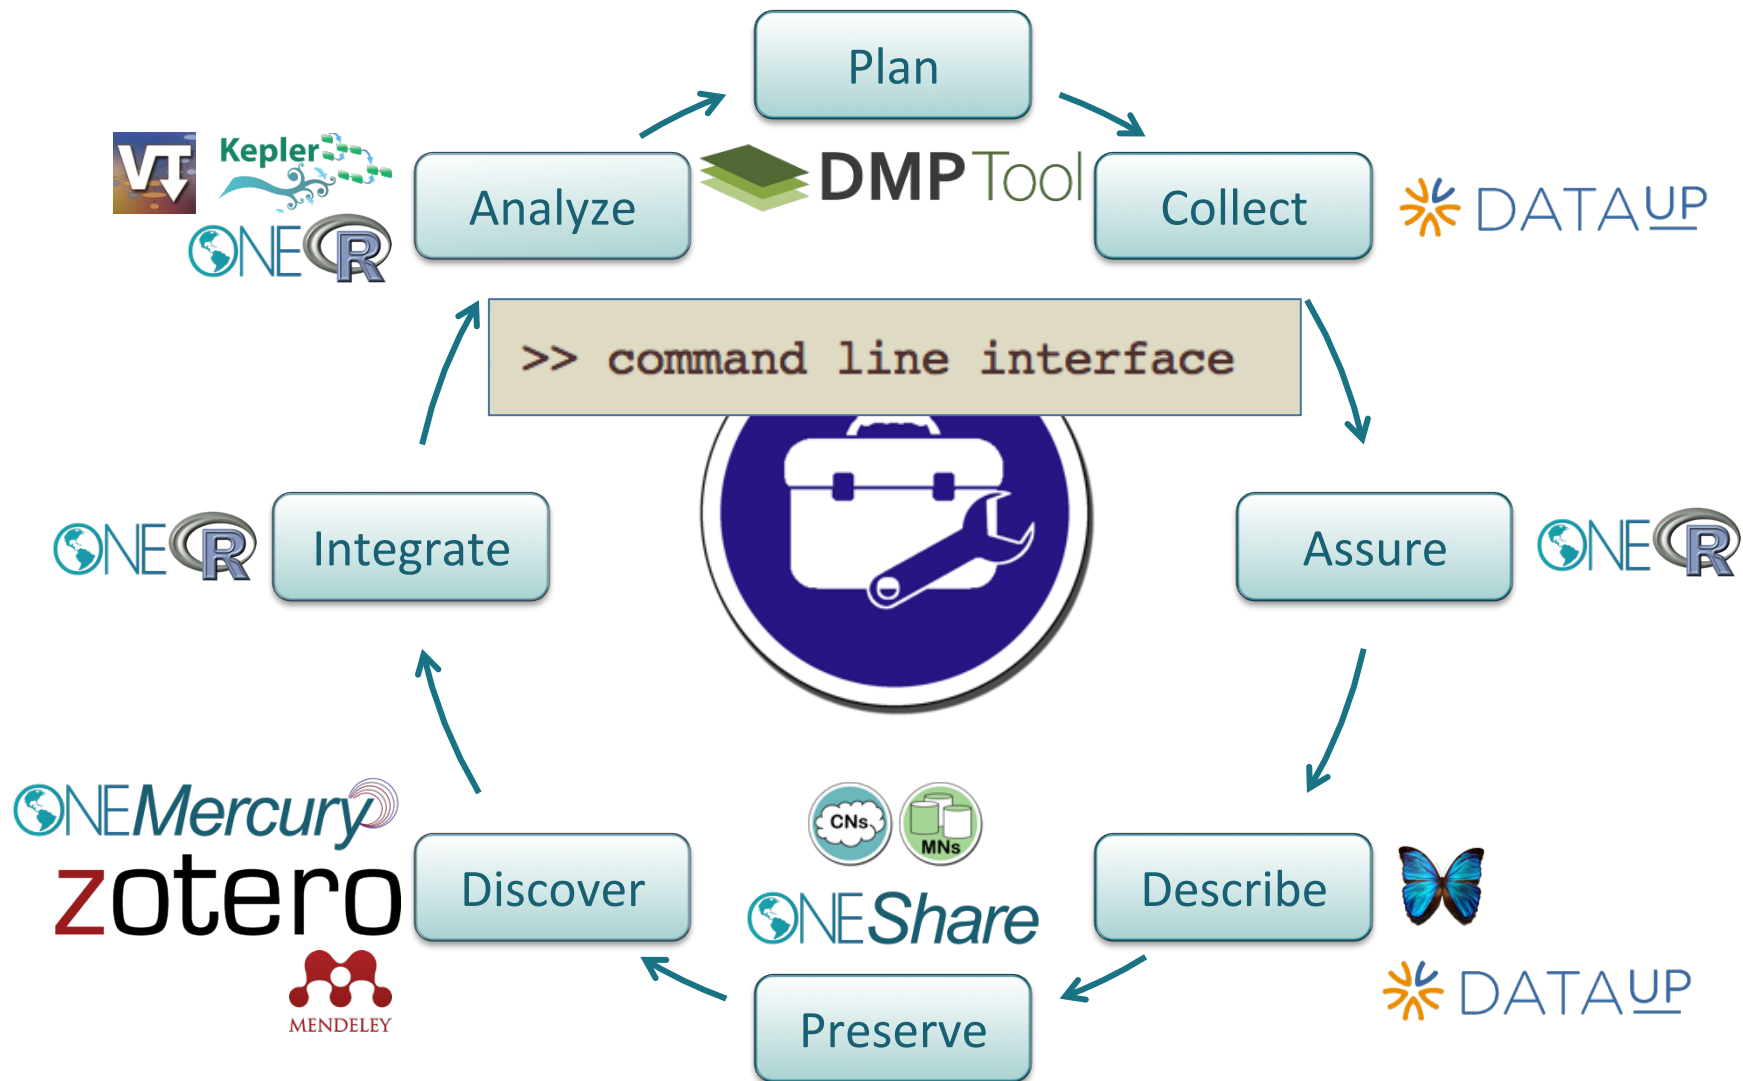 Plan
VT
Kepler
Analyze
DMPTool
Collect
DATAUP
ONER
>> command line interface
ONER
Integrate
Assure
ONER
ONEMercury
CNs
MNs
zotero
Discover
ONEShare
Describe
MENDELEY
Preserve
DATAUP